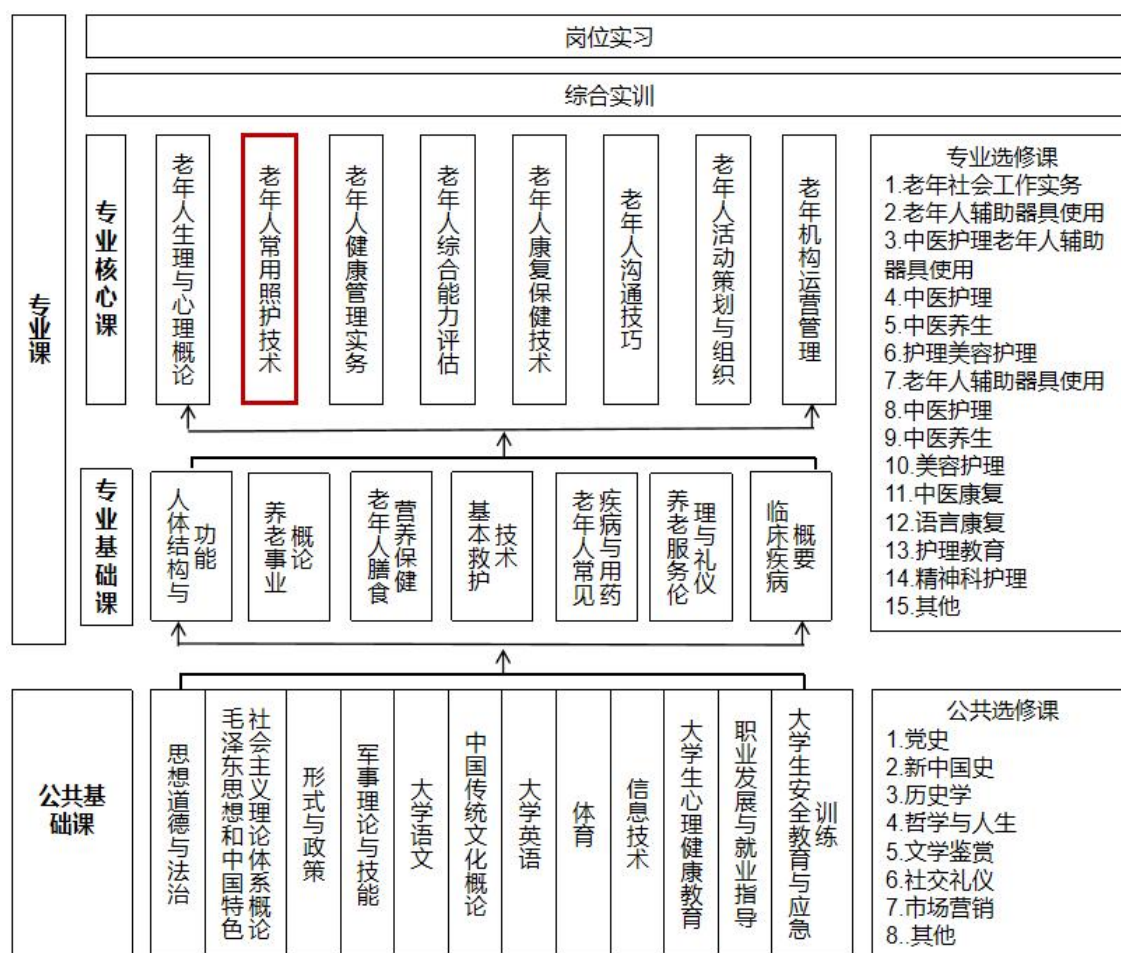 岗位实习
综合实训
专业课
专业核心课
老年人生理与心理概论
老年人常用照护技术
老年人健康管理实务
老年人综合能力评估
老年人康复保健技术
老年人沟通技巧
老年人活动策划与组织
老年机构运营管理
专业选修课
1.老年社会工作实务
2.老年人辅助器具使用
3.中医护理老年人辅助
器具使用
4.中医护理
5.中医养生
6.护理美容护理
7.老年人辅助器具使用
8.中医护理
9.中医养生
10.美容护理
11.中医康复
12.语言康复
13.护理教育
14.精神科护理
15.其他
专业基础课
人体结构与
功能
养老事业
概论
老年人膳食
营养保健
基本救护
技术
老年人常见
疾病与用药
养老服务伦
理与礼仪
临床疾病
概要
公共基
础课
思想道德与法治
毛泽东思想和中国特色
社会主义理论体系概论
形式与政策
军事理论与技能
大学语文
中国传统文化概论
大学英语
体育
信息技术
大学生心理健康教育
职业发展与就业指导
大学生安全教育与应急
训练
公共选修课
1.党史
2.新中国史
3.历史学
4.哲学与人生
5.文学鉴赏
6.社交礼仪
7.市场营销
8..其他